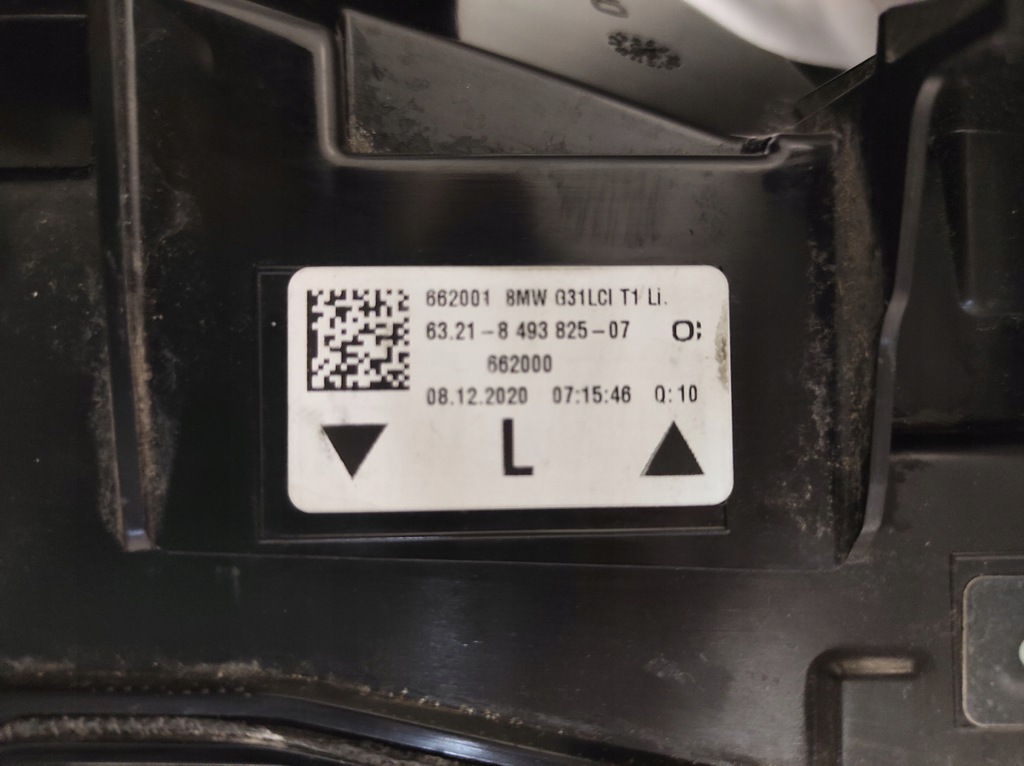 662001 BMW G31LCI T1 Li.
63.21-8 493 825-07 O;
662000
08.12.2020 07:15:46 Q:10
▼ L ▲